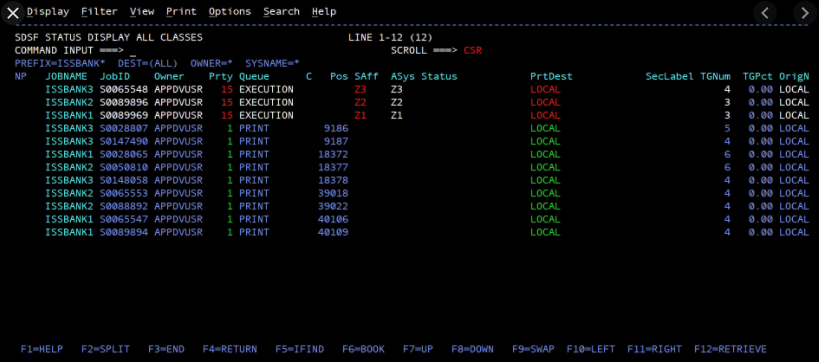 Display Filter View Print Options Search Help
SDSF STATUS DISPLAY ALL CLASSES LINE 1-12 (12)
COMMAND INPUT ===> _ SCROLL ===> CSR
PREFIX=ISSBANK* DEST=(ALL) OWNER=* SYSNAME=*
NP JOBNAME JobID Owner Prty Queue C Pos SAff ASys Status PrtDest SecLabel TGNum TGPct OrigN
ISSBANK3 S0065548 APPDVUSR 15 EXECUTION Z3 Z3 LOCAL 4 0.00 LOCAL
ISSBANK2 S0089896 APPDVUSR 15 EXECUTION Z2 Z2 LOCAL 3 0.00 LOCAL
ISSBANK1 S0089969 APPDVUSR 15 EXECUTION Z1 Z1 LOCAL 3 0.00 LOCAL
ISSBANK3 S0028807 APPDVUSR 1 PRINT 9186 LOCAL 5 0.00 LOCAL
ISSBANK3 S0147490 APPDVUSR 1 PRINT 9187 LOCAL 4 0.00 LOCAL
ISSBANK1 S0028065 APPDVUSR 1 PRINT 18372 LOCAL 6 0.00 LOCAL
ISSBANK2 S0050810 APPDVUSR 1 PRINT 18377 LOCAL 6 0.00 LOCAL
ISSBANK3 S0148058 APPDVUSR 1 PRINT 18378 LOCAL 4 0.00 LOCAL
ISSBANK2 S0065553 APPDVUSR 1 PRINT 39018 LOCAL 4 0.00 LOCAL
ISSBANK2 S0088892 APPDVUSR 1 PRINT 39022 LOCAL 4 0.00 LOCAL
ISSBANK1 S0065547 APPDVUSR 1 PRINT 40106 LOCAL 4 0.00 LOCAL
ISSBANK1 S0089894 APPDVUSR 1 PRINT 40109 LOCAL 4 0.00 LOCAL
F1=HELP F2=SPLIT F3=END F4=RETURN F5=IFIND F6=BOOK F7=UP F8=DOWN F9=SWAP F10=LEFT F11=RIGHT F12=RETRIEVE